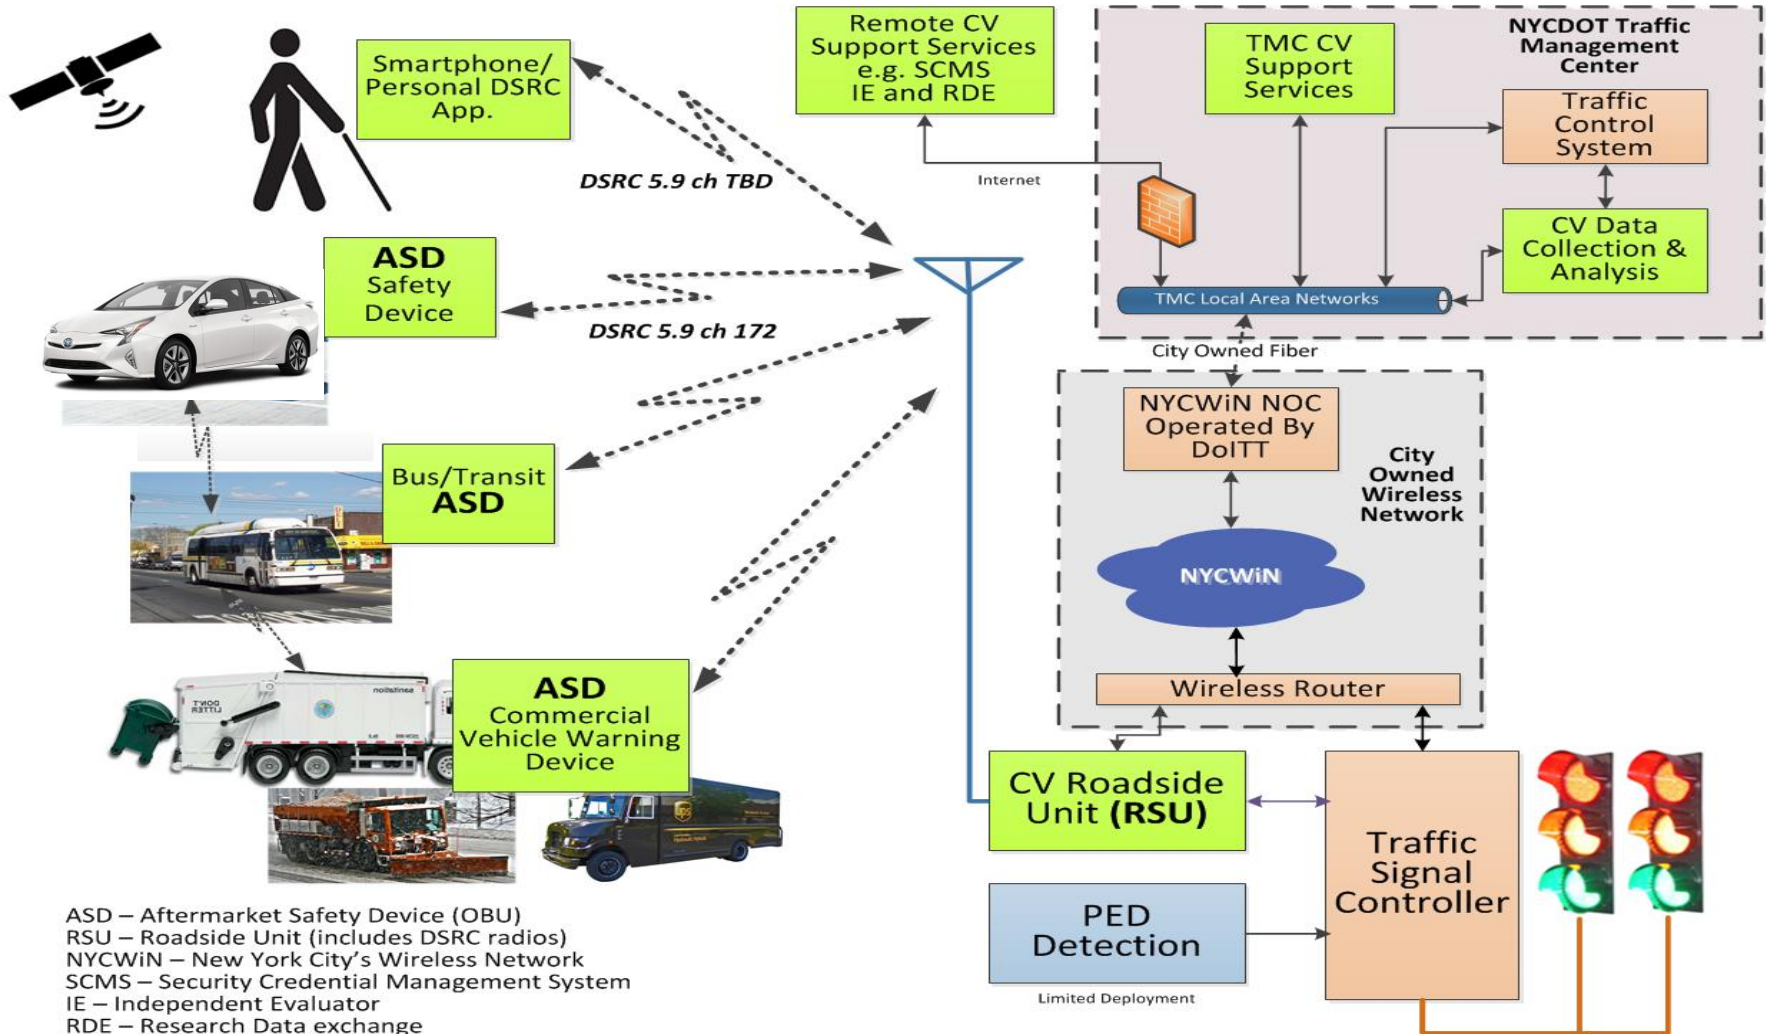 Smartphone/
Personal DSRC
App.
Remote CV
Support Services
e.g. SCMS
IE and RDE
TMC CV
Support
Services
NYCDOT Traffic
Management
Center
Traffic
Control
System
CV Data
Collection &
Analysis
Internet
TMC Local Area Networks
City Owned Fiber
DSRC 5.9 ch TBD
ASD
Safety
Device
DSRC 5.9 ch 172
Bus/Transit
ASD
NYCWiN NOC
Operated By
DoITT
City
Owned
Wireless
Network
NYCWiN
Wireless Router
DON'T
LITTER
sanitation
ASD
Commercial
Vehicle Warning
Device
ups
CV Roadside
Unit (RSU)
Traffic
Signal
Controller
PED
Detection
Limited Deployment
ASD – Aftermarket Safety Device (OBU)
RSU – Roadside Unit (includes DSRC radios)
NYCWiN – New York City's Wireless Network
SCMS – Security Credential Management System
IE – Independent Evaluator
RDE – Research Data exchange